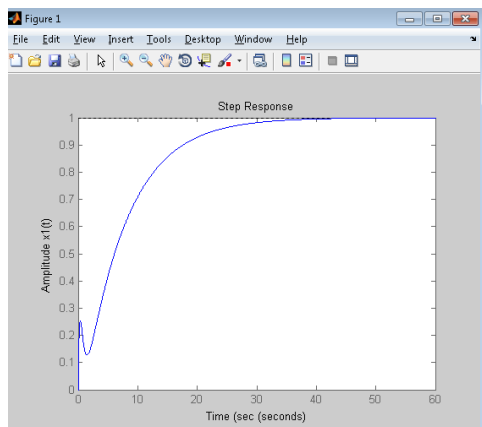 Figure 1
File Edit View Insert Tools Desktop Window Help
Step Response
1
0.9
0.8
0.7
0.6
0.5
0.4
0.3
0.2
0.1
0
Amplitude x1(t)
0 10 20 30 40 50 60
Time (sec (seconds)